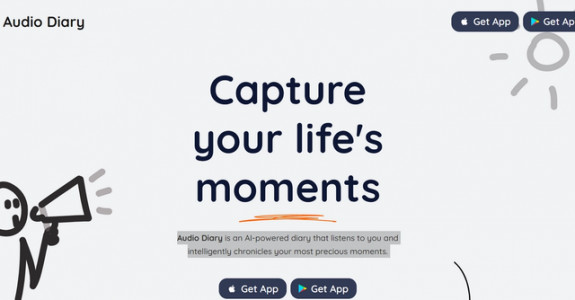 Audio Diary
Get App
Get App
Capture
your life's
moments
Audio Diary is an AI-powered diary that listens to you and
intelligently chronicles your most precious moments.
Get App
Get App